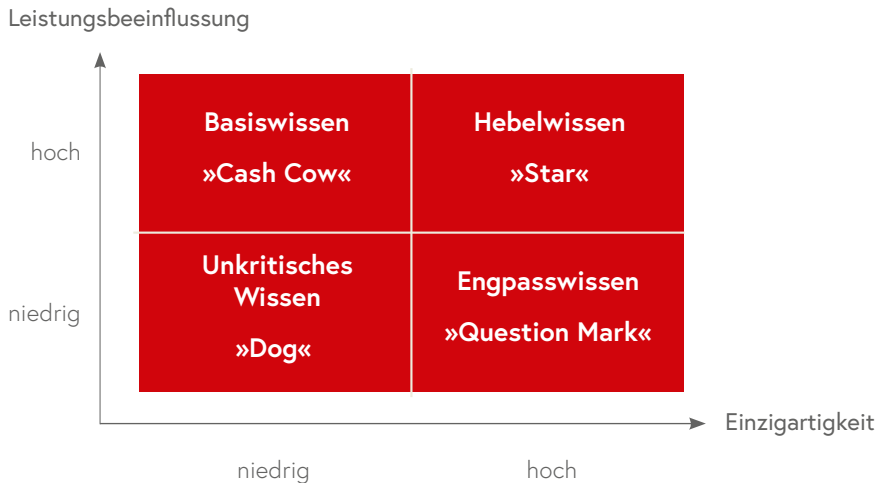 Leistungsbeeinflussung
hoch
Basiswissen
»Cash Cow«
Hebelwissen
»Star«
niedrig
Unkritisches
Wissen
»Dog«
Engpasswissen
»Question Mark«
Einzigartigkeit
niedrig
hoch